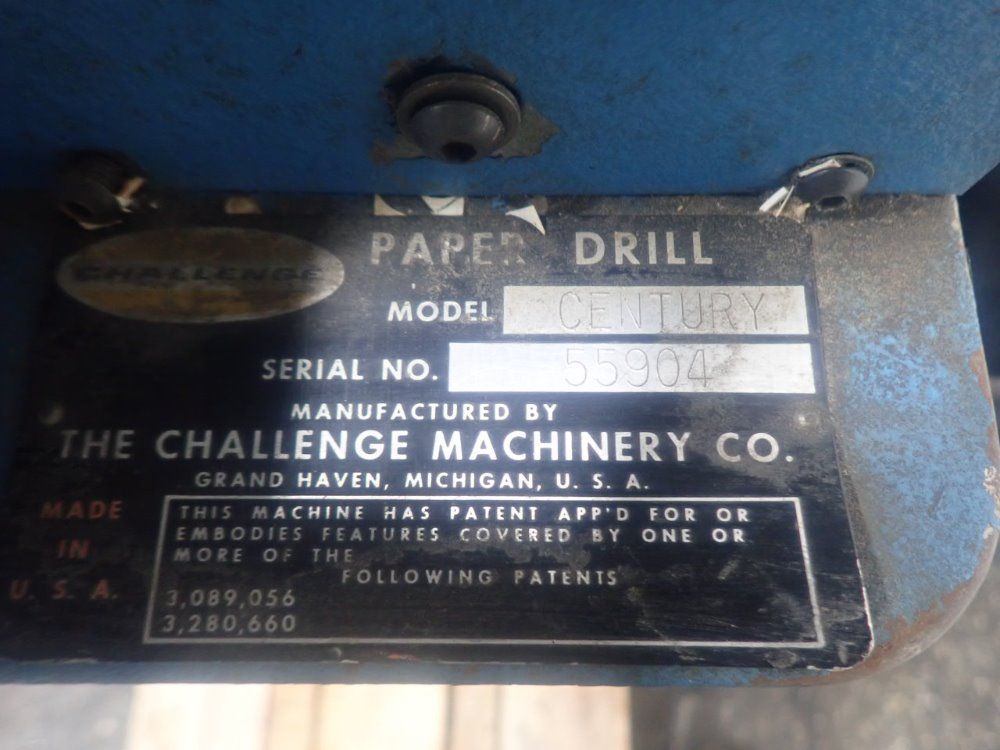 CHALLENGE
PAPER DRILL
MODEL CENTURY
SERIAL NO. 55904
MANUFACTURED BY
THE CHALLENGE MACHINERY CO.
GRAND HAVEN, MICHIGAN, U. S. A.
MADE
IN
U. S. A.
THIS MACHINE HAS PATENT APP'D FOR OR
EMBODIES FEATURES COVERED BY ONE OR
MORE OF THE
FOLLOWING PATENTS
3,089,056
3,280,660